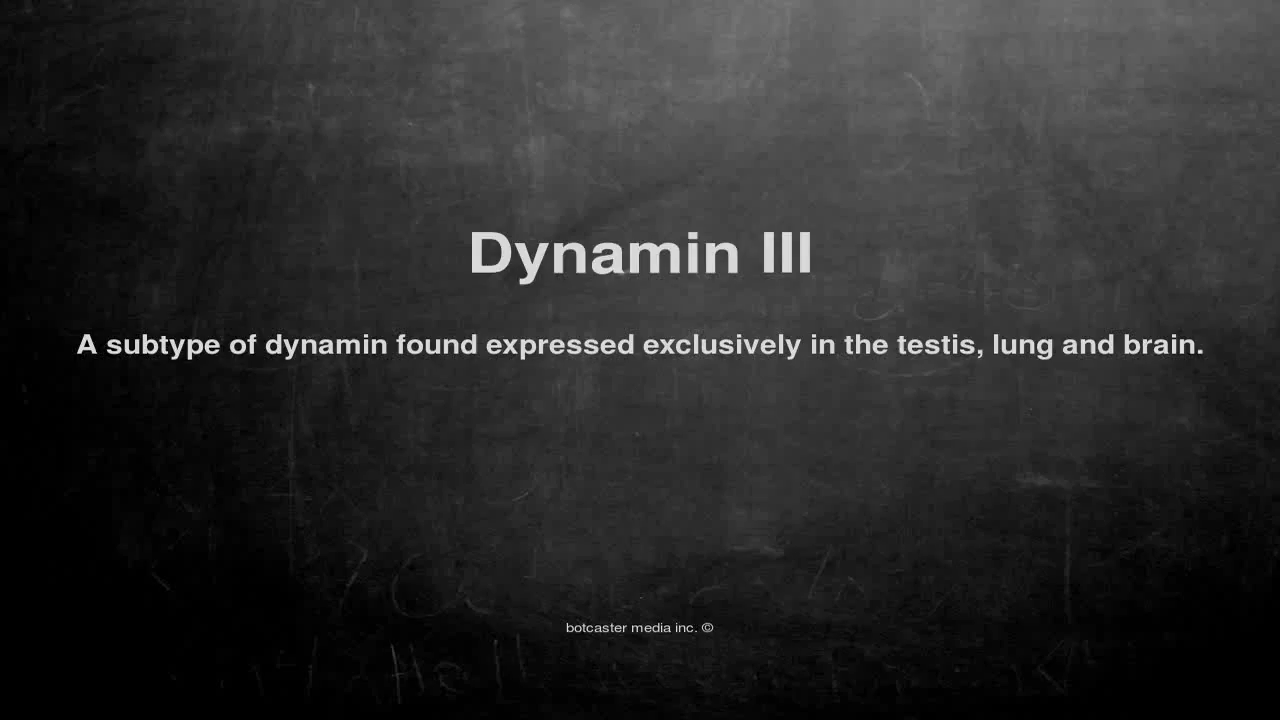 Dynamin III
A subtype of dynamin found expressed exclusively in the testis, lung and brain.
botcaster media inc. ©